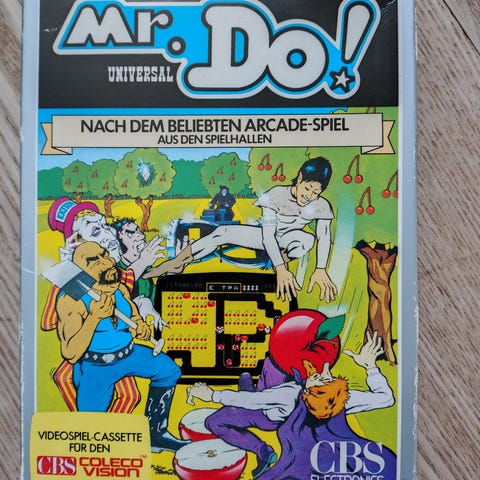 Mr. Do!
UNIVERSAL
NACH DEM BELIEBTEN ARCADE-SPIEL
AUS DEN SPIELHALLEN
EXTRA
VIDEOSPIEL-CASSETTE
FÜR DEN
CBS COLECO
VISION™
CBS
ELECTRONICS